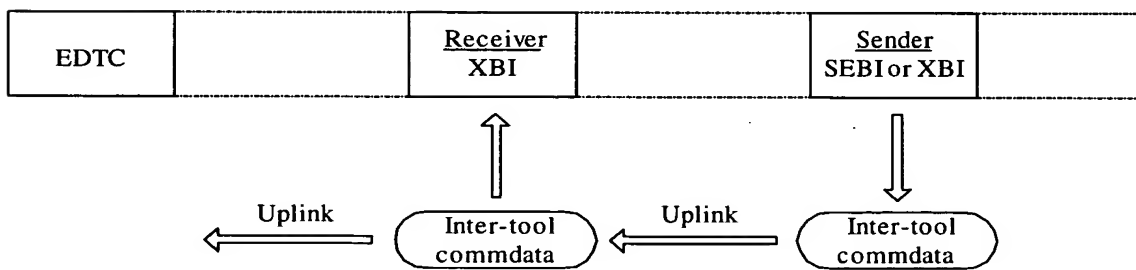 EDTC
Receiver
XBI
Sender
SEBI or XBI
Uplink
Inter-tool
commdata
Uplink
Inter-tool
commdata